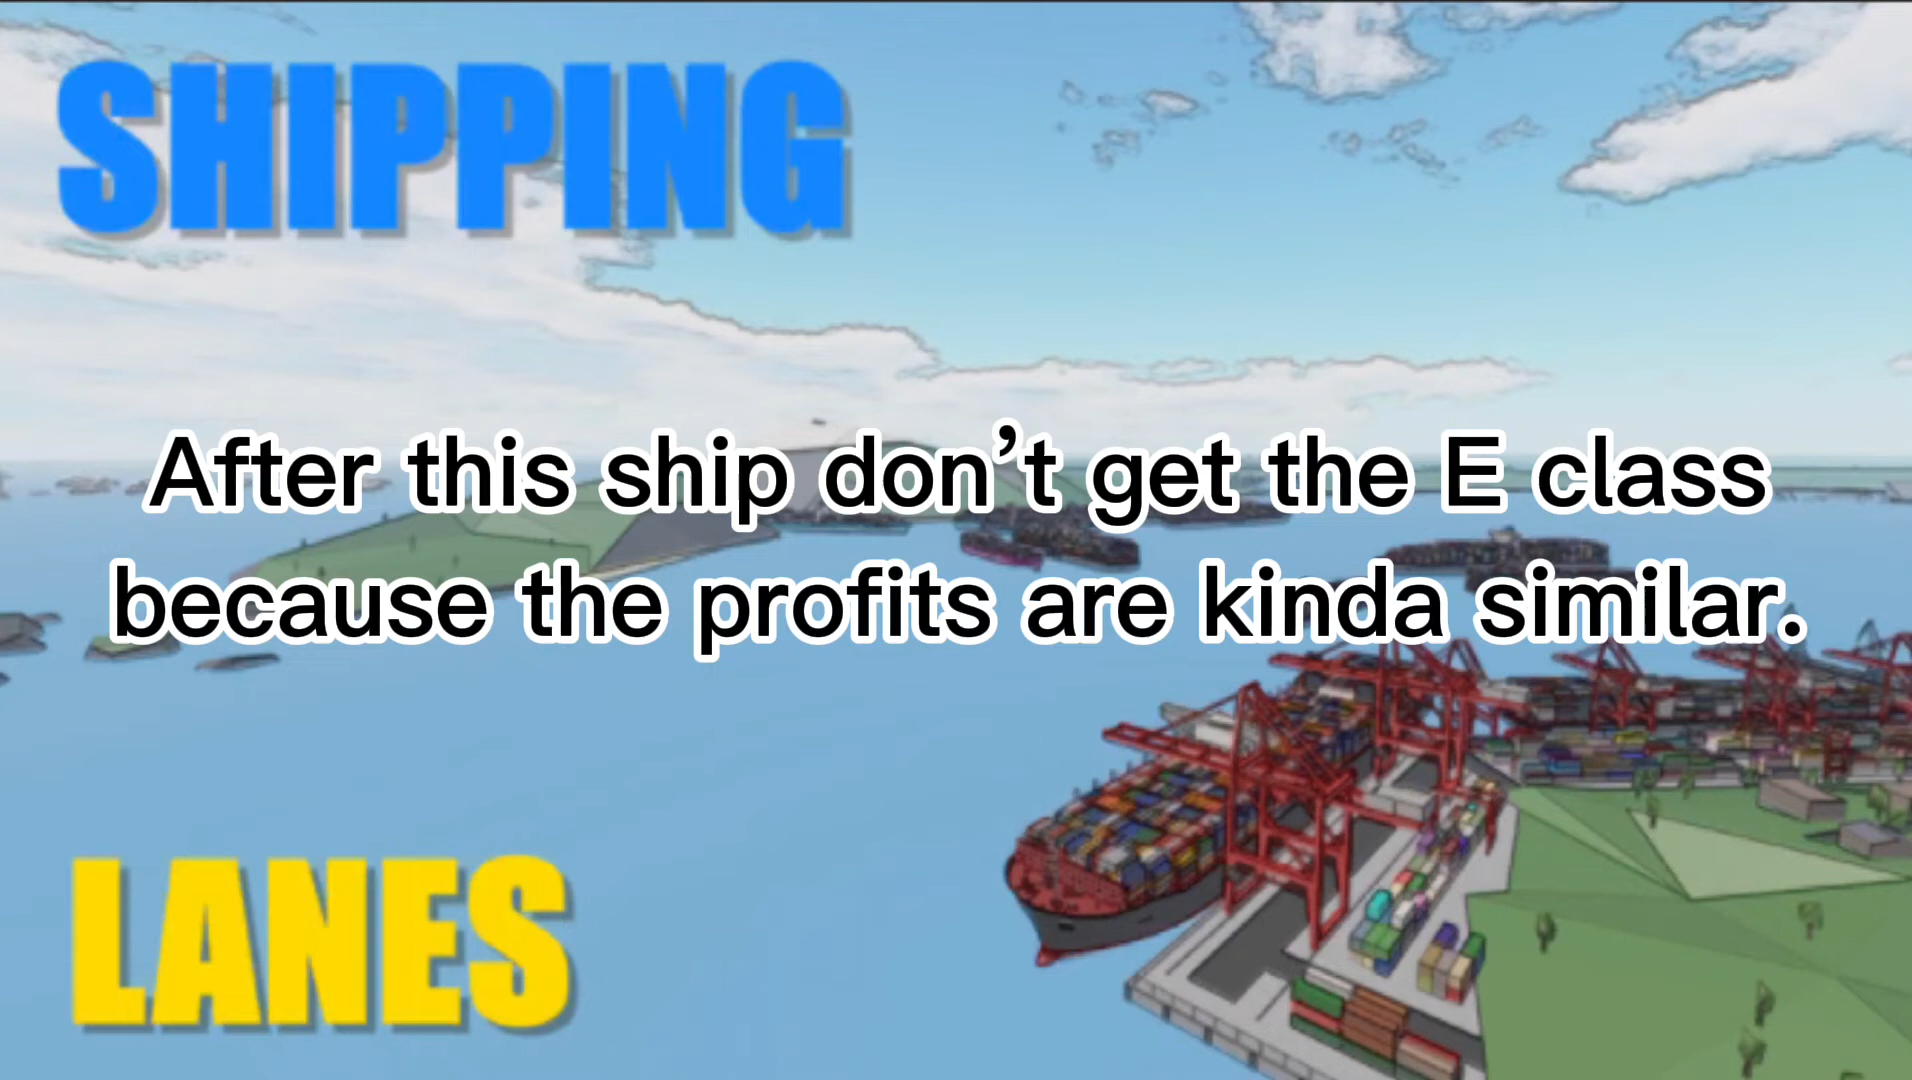 SHIPPING
After this ship don’t get the E class
because the profits are kinda similar.
LANES